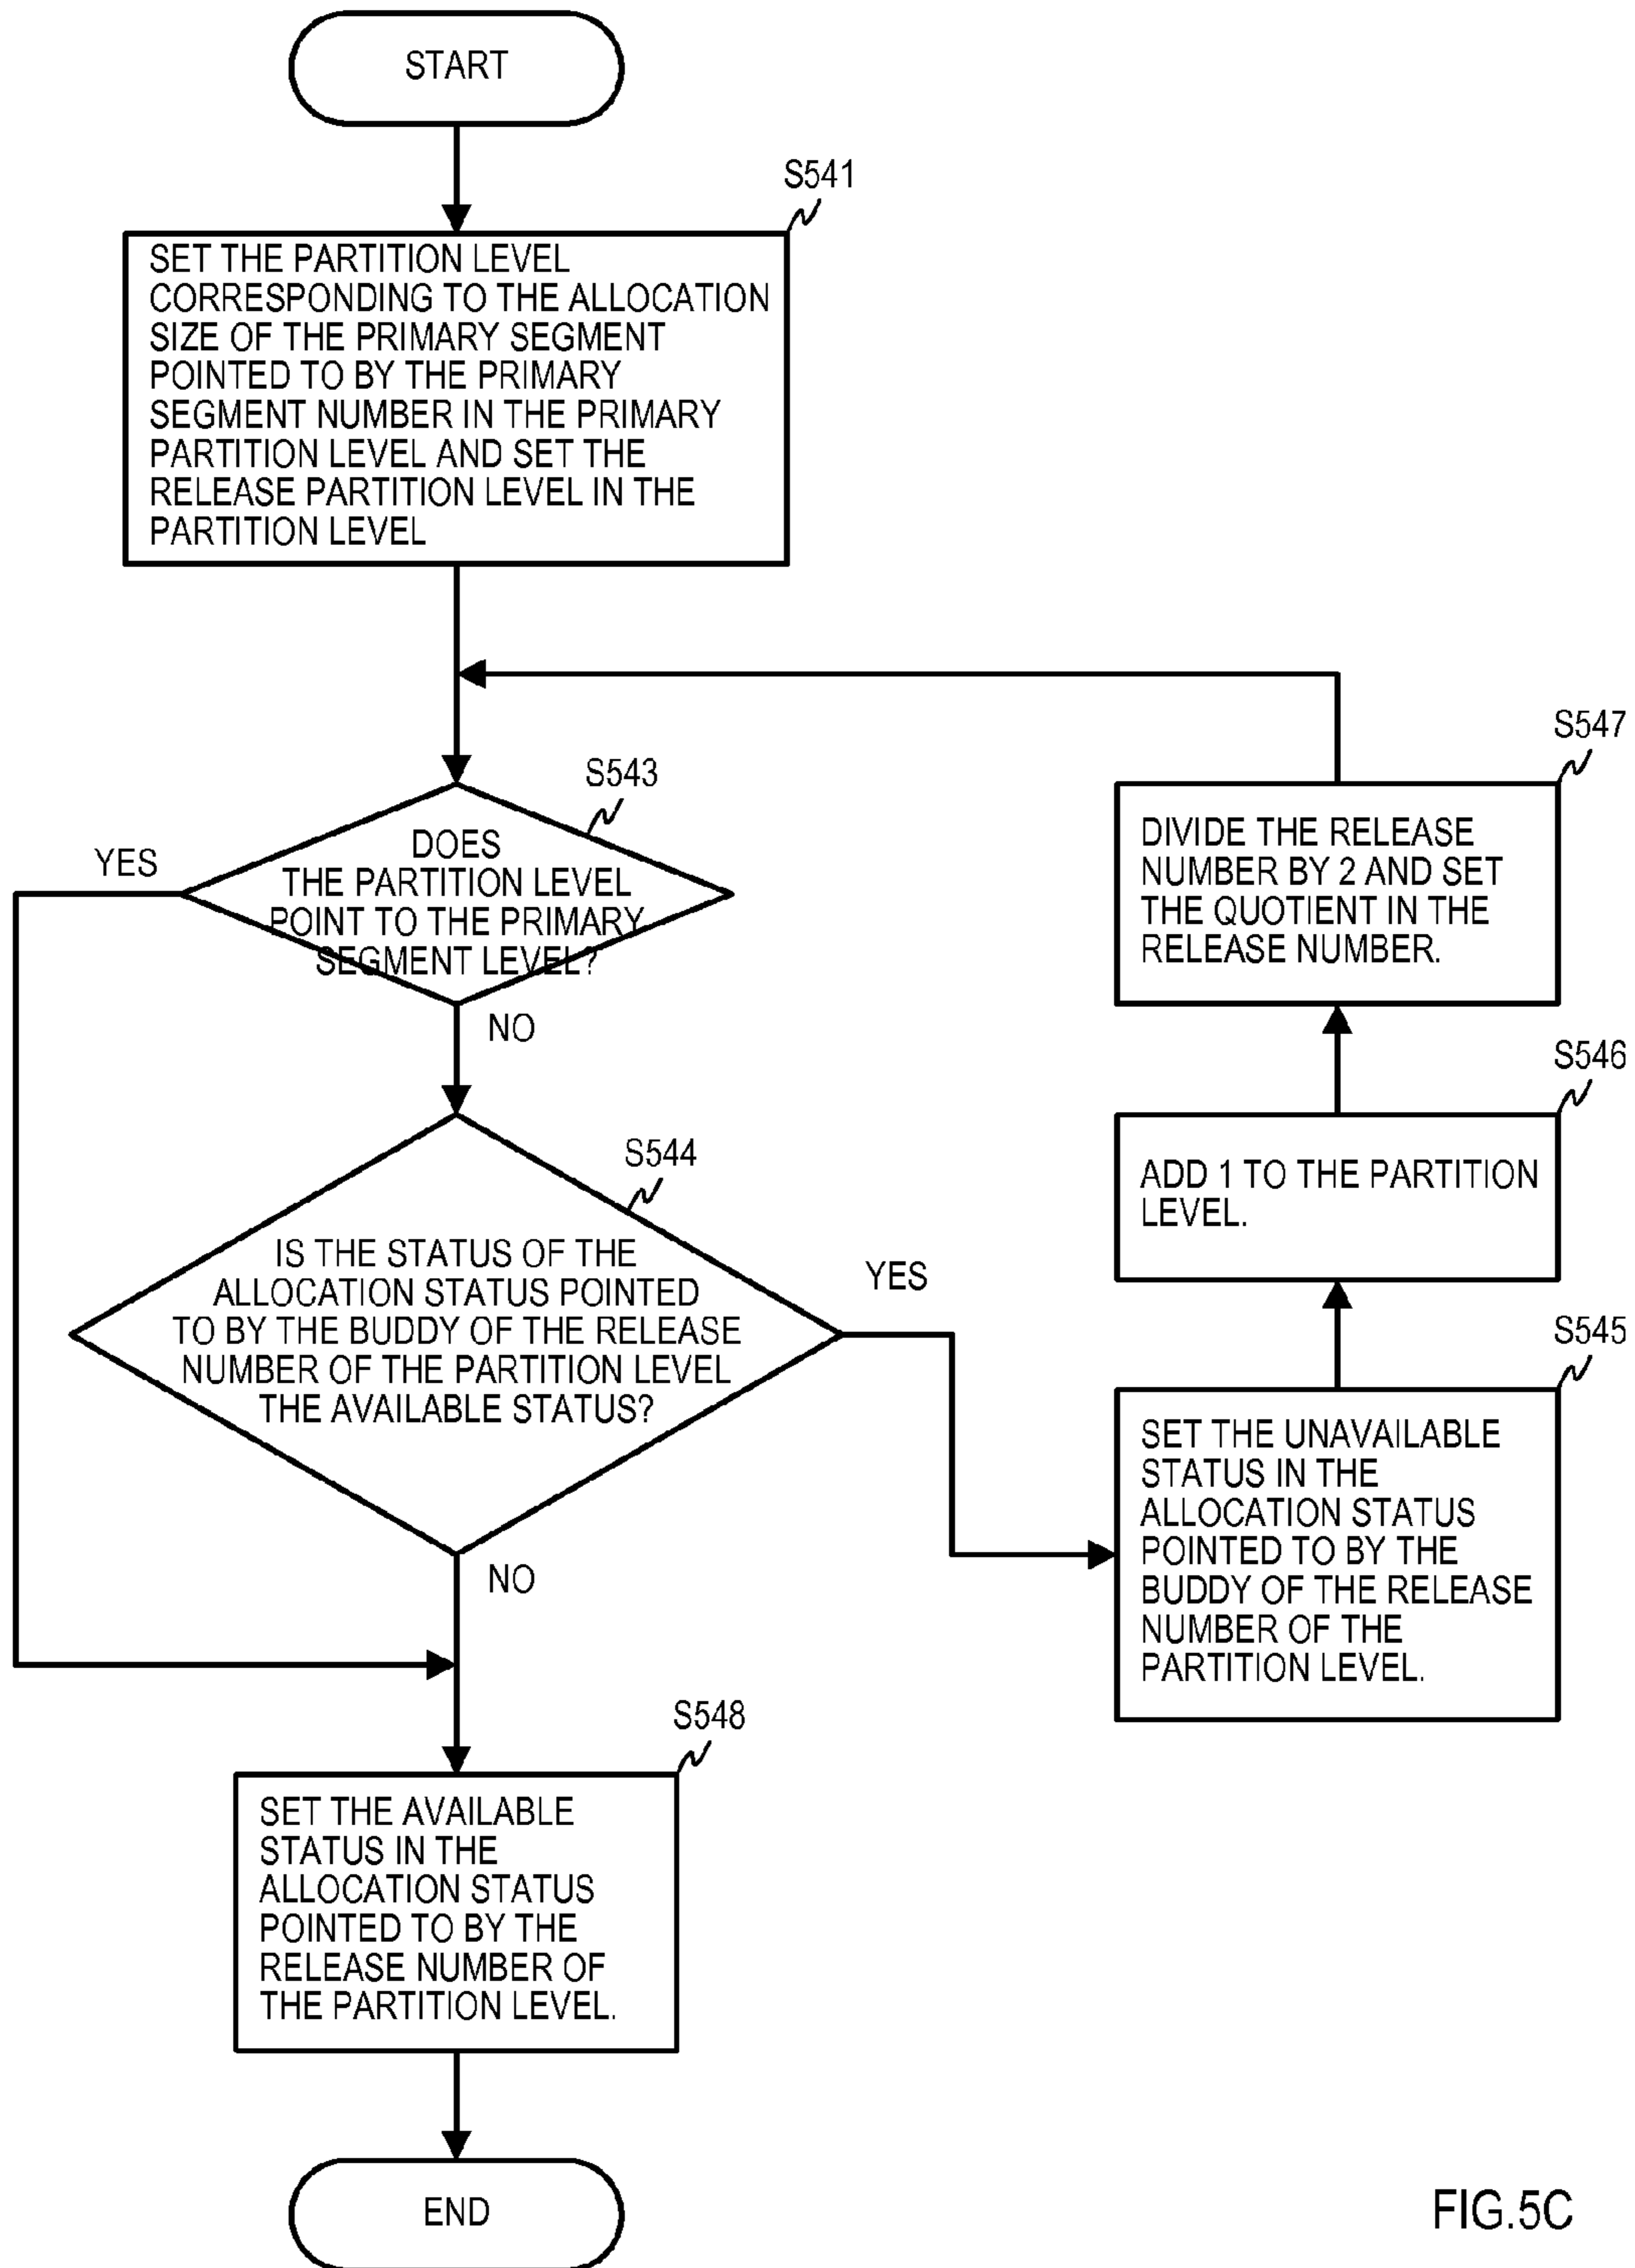 START
S541
SET THE PARTITION LEVEL
CORRESPONDING TO THE ALLOCATION
SIZE OF THE PRIMARY SEGMENT
POINTED TO BY THE PRIMARY
SEGMENT NUMBER IN THE PRIMARY
PARTITION LEVEL AND SET THE
RELEASE PARTITION LEVEL IN THE
PARTITION LEVEL
S543
DOES
THE PARTITION LEVEL
POINT TO THE PRIMARY
SEGMENT LEVEL?
YES
NO
S544
IS THE STATUS OF THE
ALLOCATION STATUS POINTED
TO BY THE BUDDY OF THE RELEASE
NUMBER OF THE PARTITION LEVEL
THE AVAILABLE STATUS?
YES
NO
S545
SET THE UNAVAILABLE
STATUS IN THE
ALLOCATION STATUS
POINTED TO BY THE
BUDDY OF THE RELEASE
NUMBER OF THE
PARTITION LEVEL.
S546
ADD 1 TO THE PARTITION
LEVEL.
S547
DIVIDE THE RELEASE
NUMBER BY 2 AND SET
THE QUOTIENT IN THE
RELEASE NUMBER.
S548
SET THE AVAILABLE
STATUS IN THE
ALLOCATION STATUS
POINTED TO BY THE
RELEASE NUMBER OF
THE PARTITION LEVEL.
END
FIG.5C